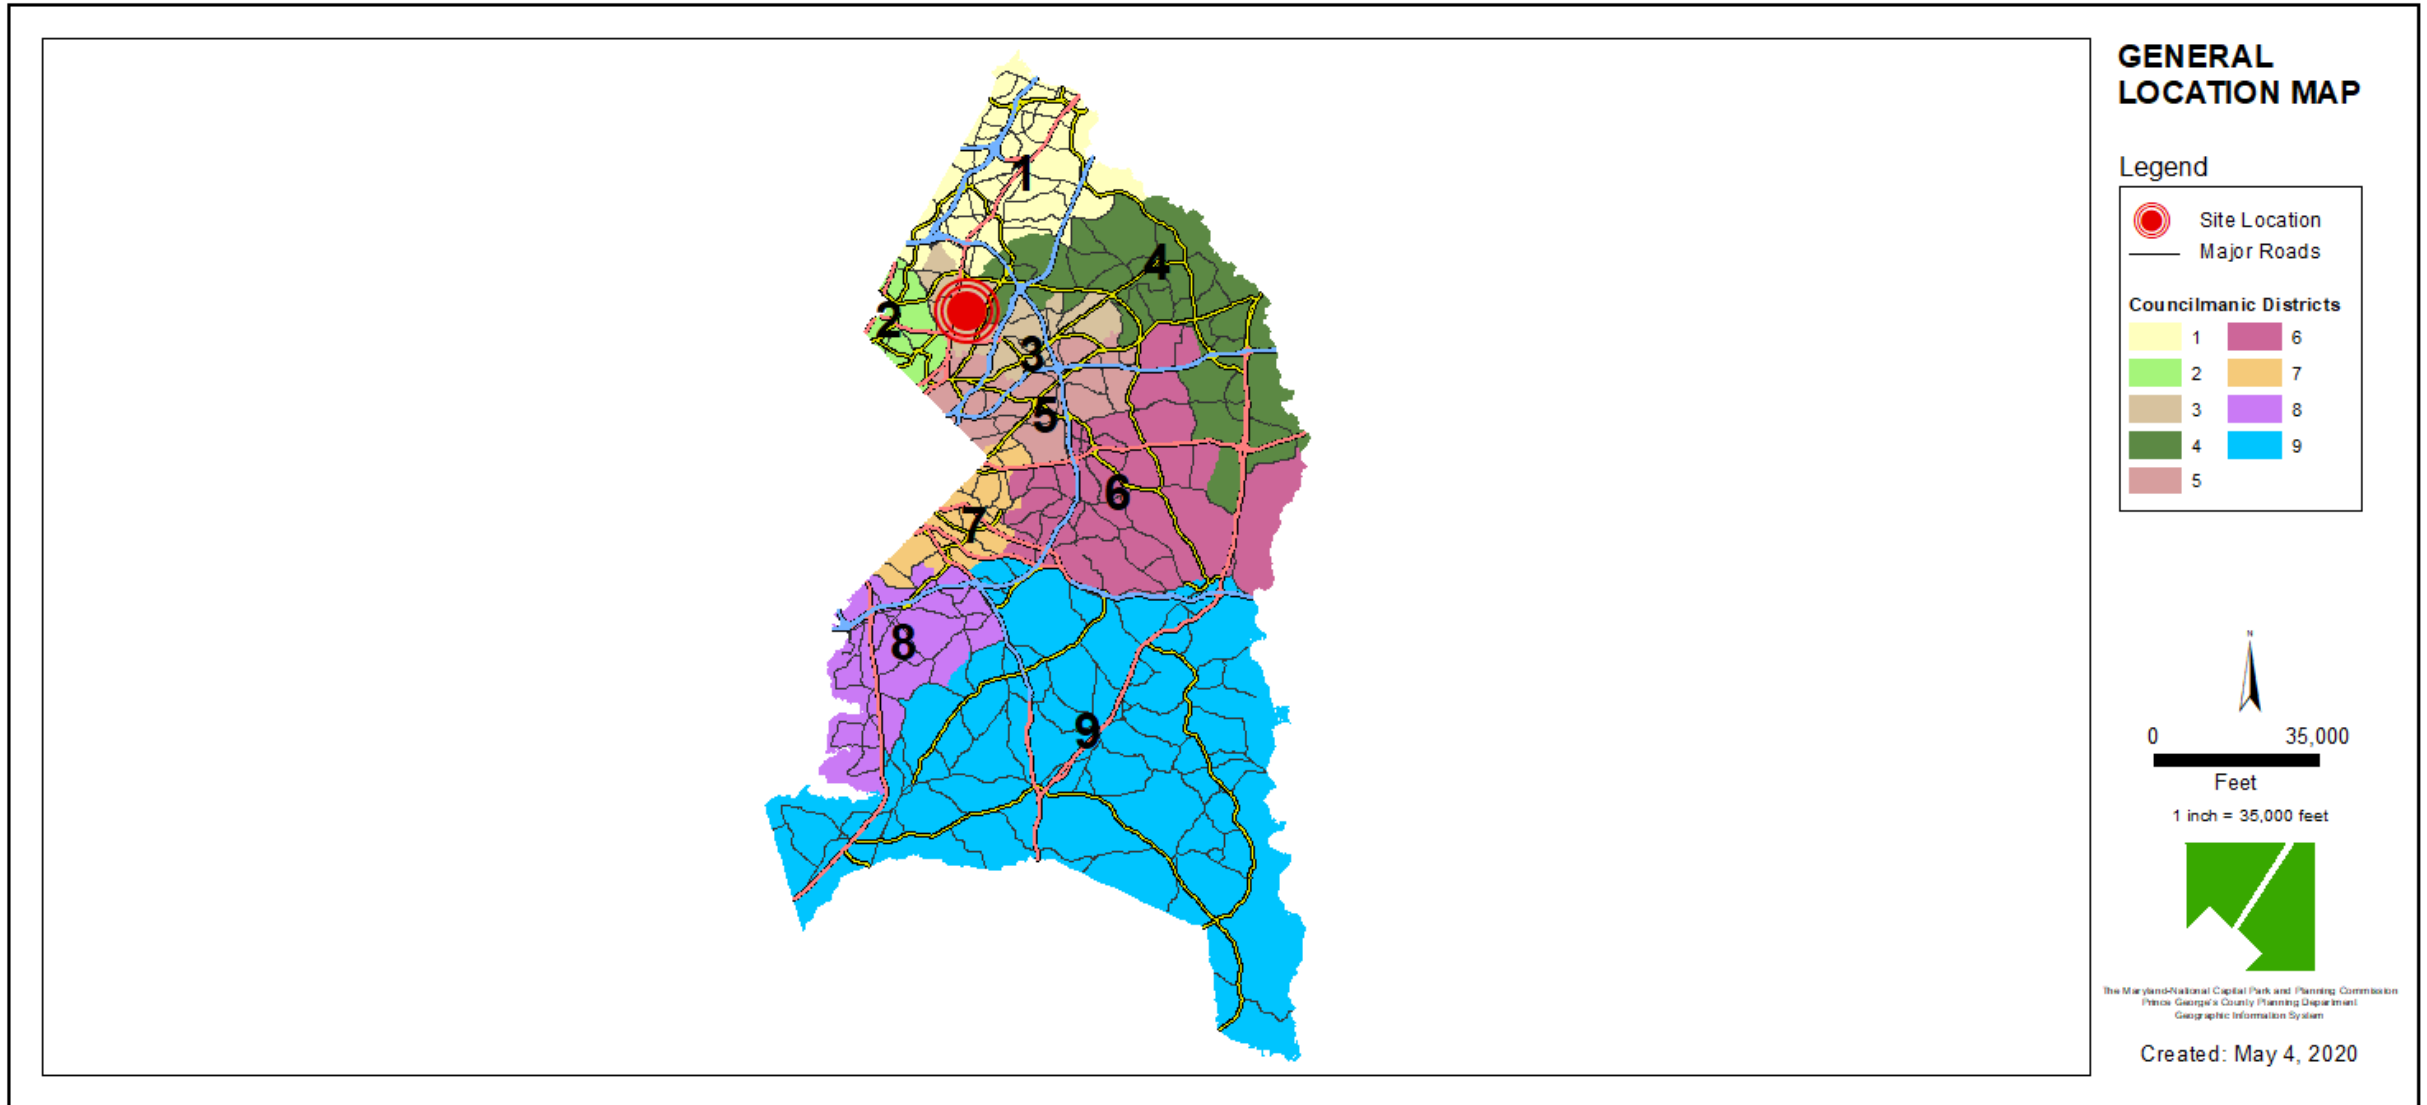 GENERAL
LOCATION MAP
Legend
Site Location
Major Roads
Councilmanic Districts
1 6
2 7
3 8
4 9
5
1
4
2
3
5
6
7
8
9
N
0 35,000
Feet
1 inch = 35,000 feet
The Maryland-National Capital Park and Planning Commission
Prince George's County Planning Department
Geographic Information System
Created: May 4, 2020